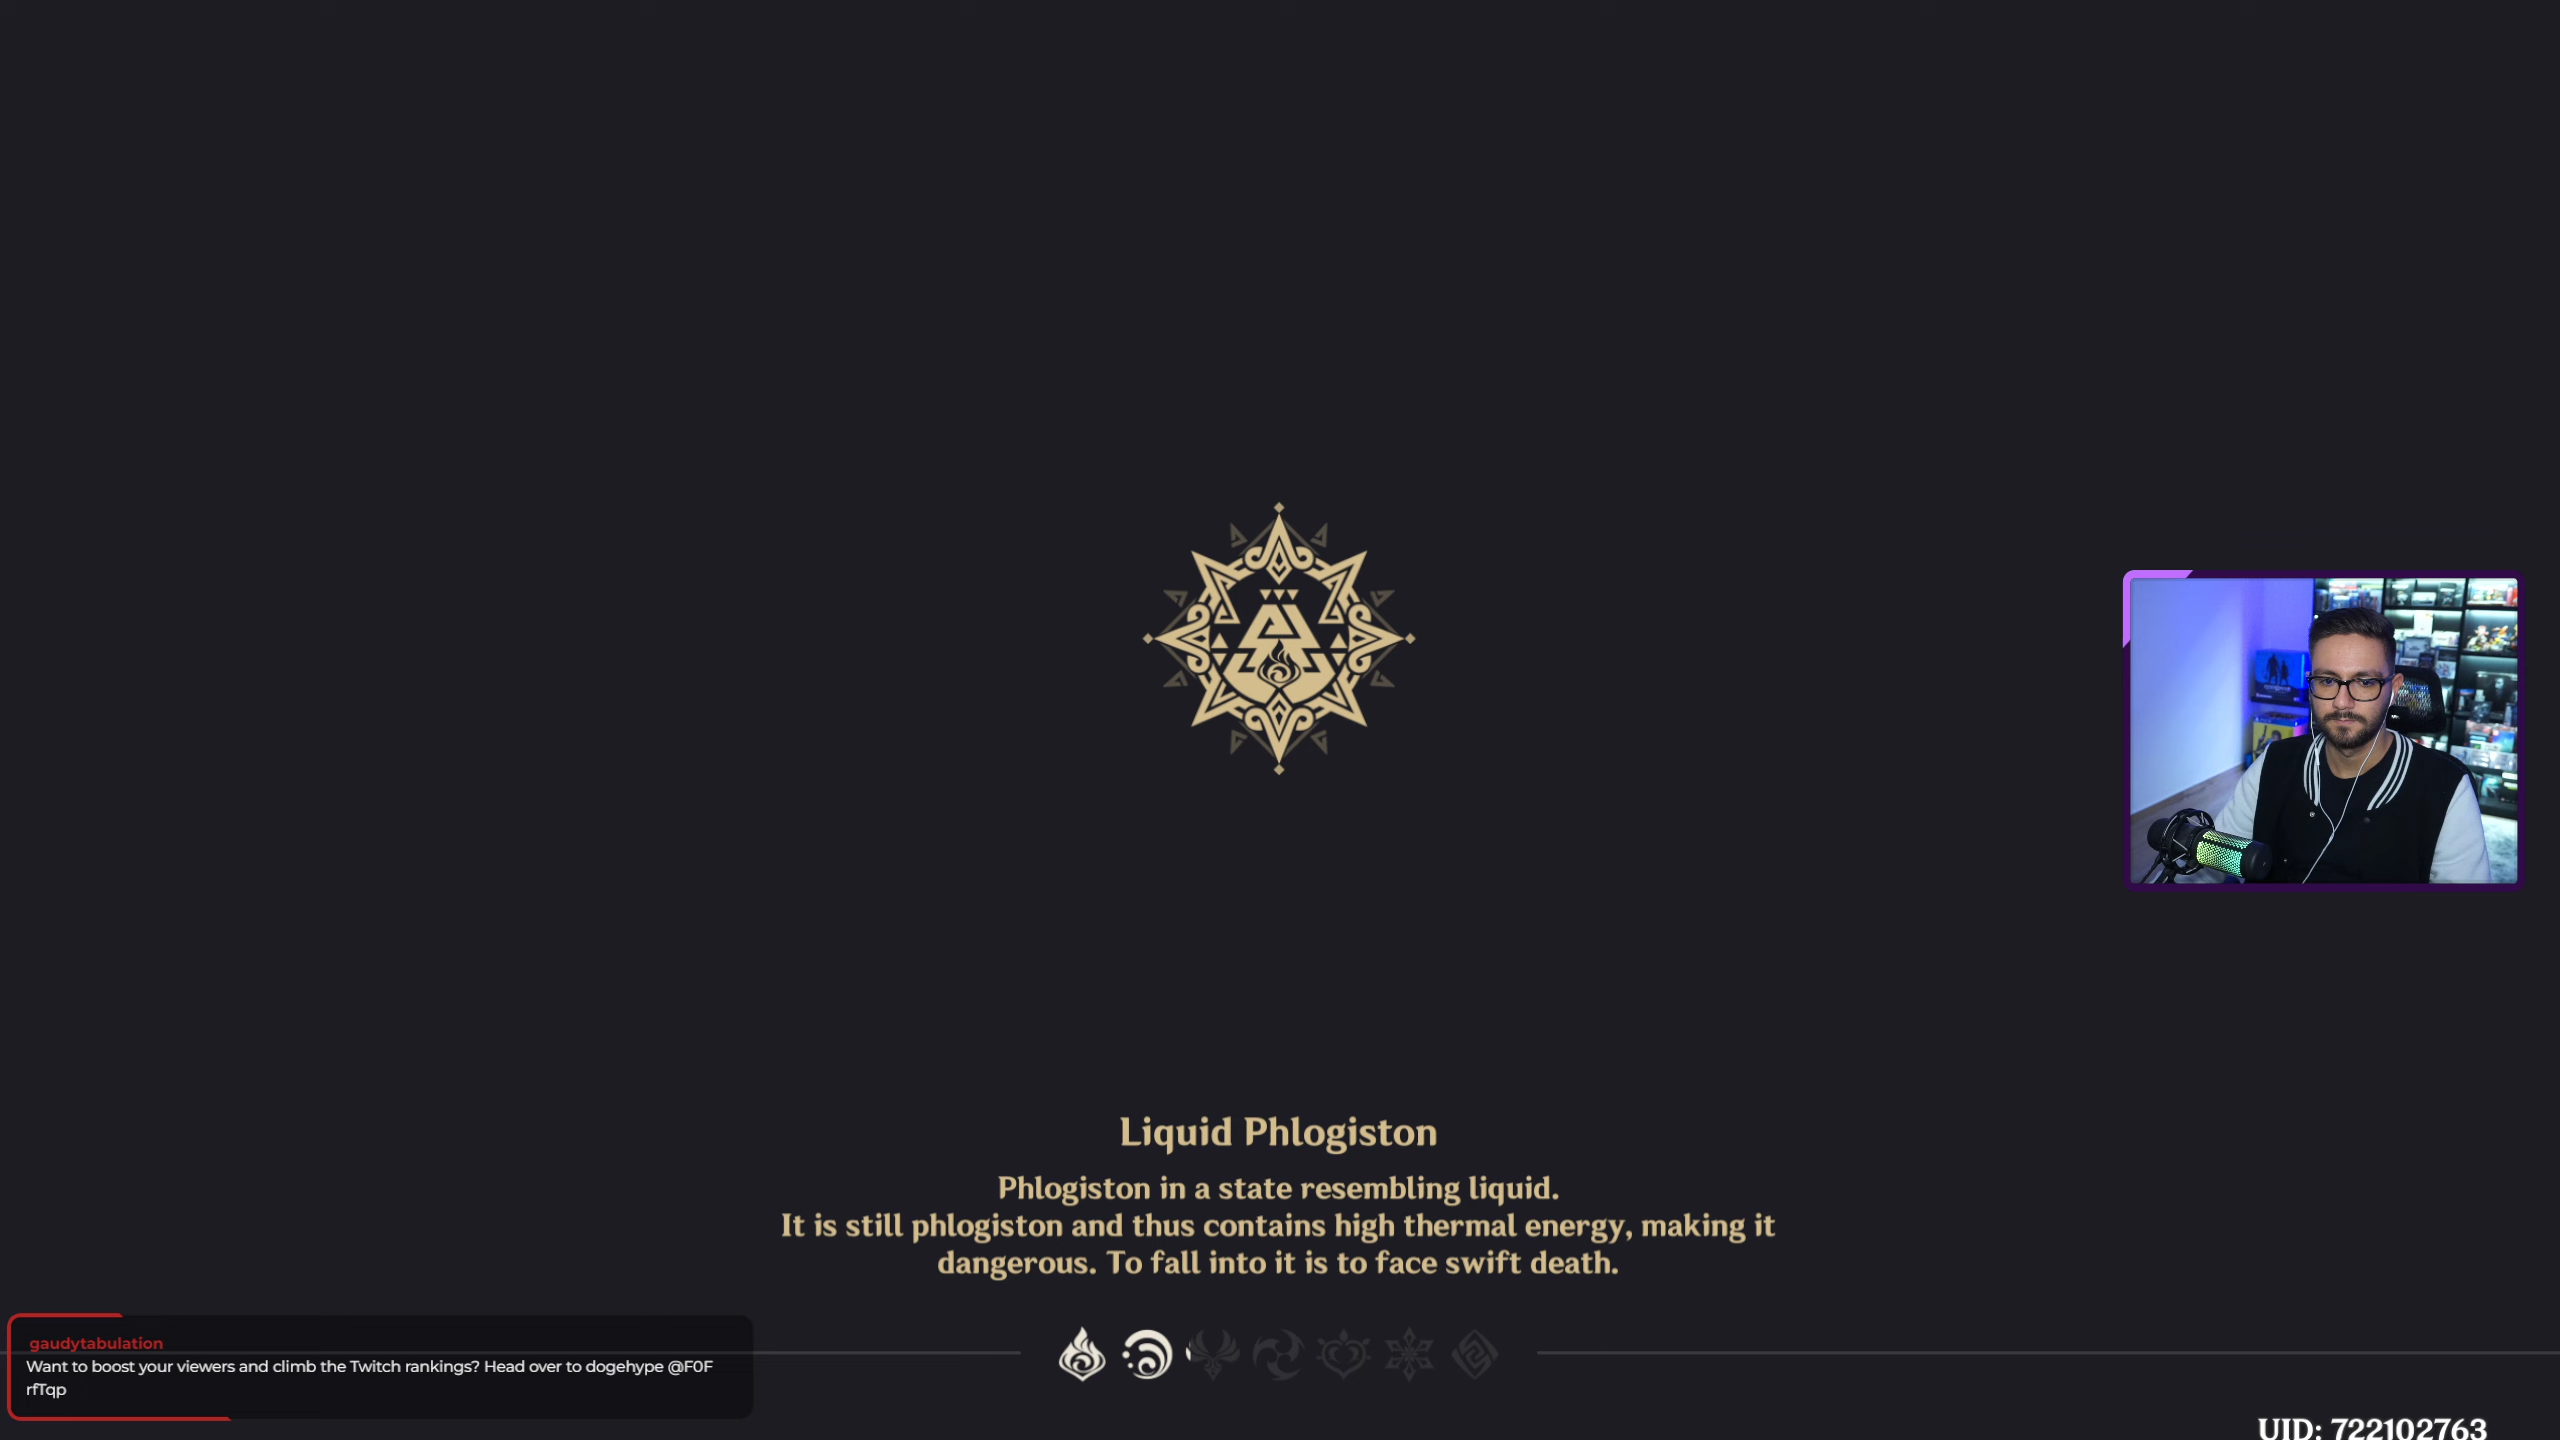 Liquid Phlogiston
Phlogiston in a state resembling liquid.
It is still phlogiston and thus contains high thermal energy, making it
dangerous. To fall into it is to face swift death.
gaudytabulation
Want to boost your viewers and climb the Twitch rankings? Head over to dogehype @F0F
rfTqp
UID: 722102763